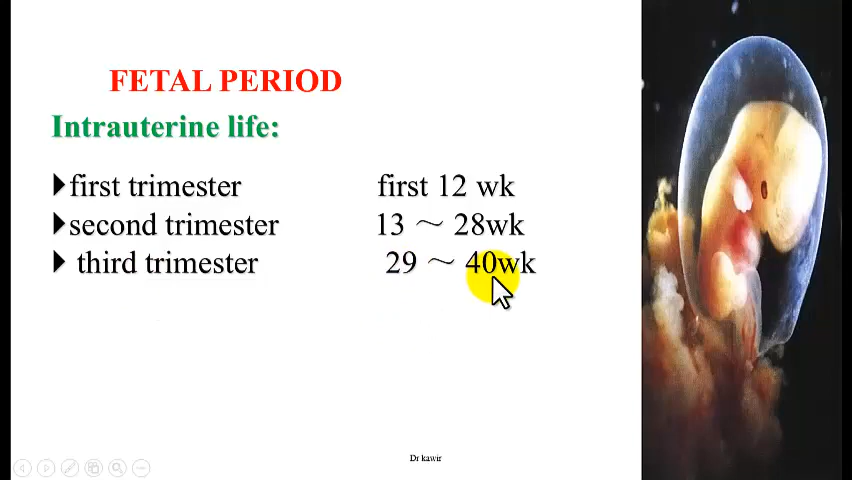 FETAL PERIOD
Intrauterine life:
first trimester first 12 wk
second trimester 13 ～ 28wk
third trimester 29 ～ 40wk
Dr kawir